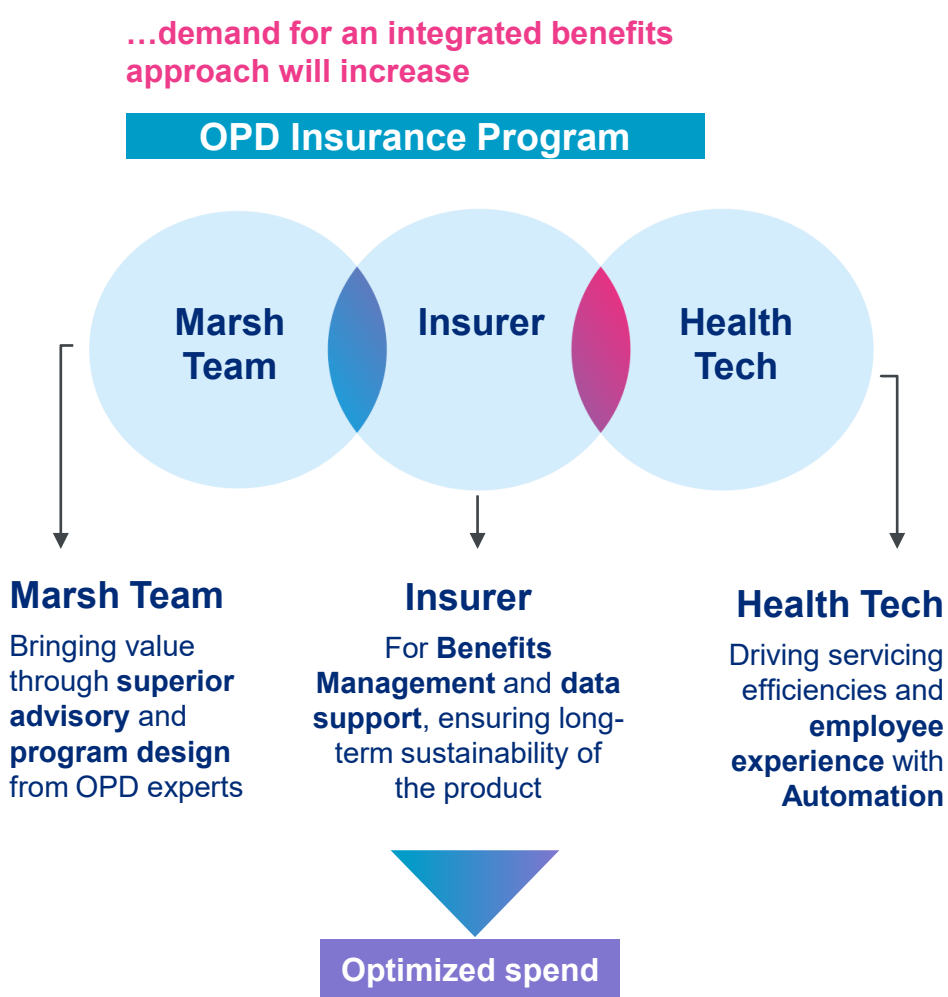 …demand for an integrated benefits
approach will increase
OPD Insurance Program
Marsh
Team
Insurer
Health
Tech
Marsh Team
Bringing value
through superior
advisory and
program design
from OPD experts
Insurer
For Benefits
Management and data
support, ensuring long-
term sustainability of
the product
Health Tech
Driving servicing
efficiencies and
employee
experience with
Automation
Optimized spend